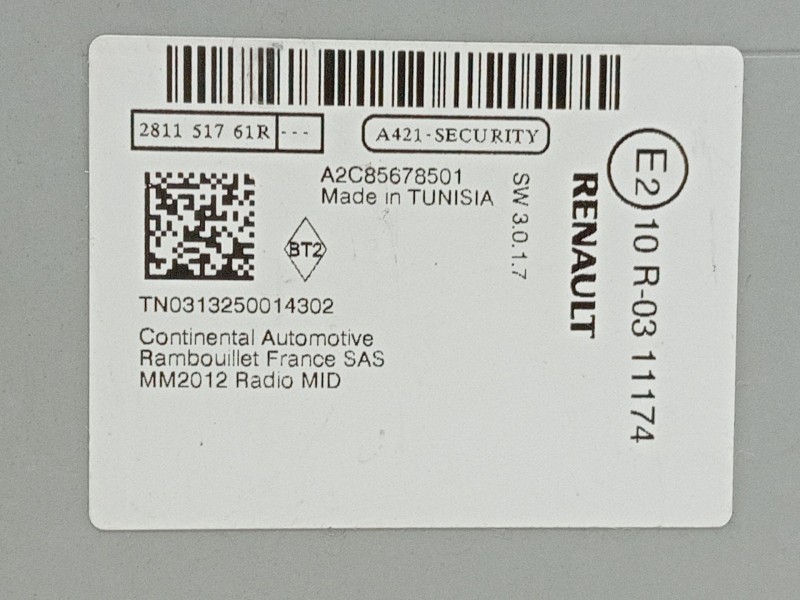 2811 517 61R ---
A421-SECURITY
A2C85678501
Made in TUNISIA
BT2
TN0313250014302
Continental Automotive
Rambouillet France SAS
MM2012 Radio MID
SW 3.0.1.7
RENAULT
E2 10 R-03 11174